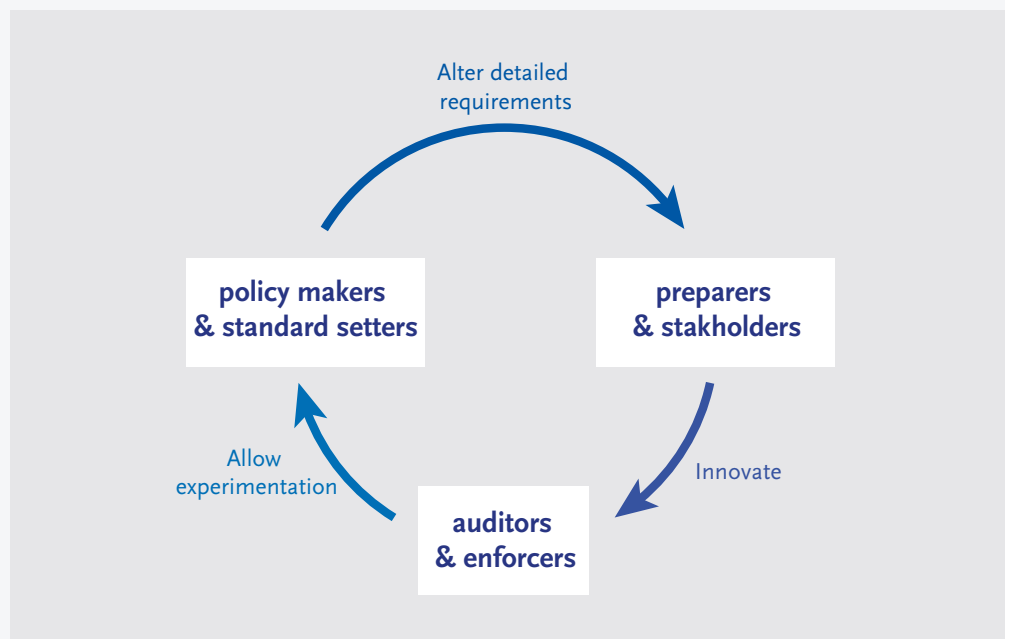 Alter detailed
requirements
policy makers
& standard setters
preparers
& stakholders
Allow
experimentation
Innovate
auditors
& enforcers